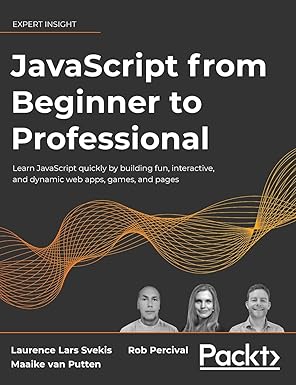 EXPERT INSIGHT
JavaScript from
Beginner to
Professional
Learn JavaScript quickly by building fun, interactive,
and dynamic web apps, games, and pages
Laurence Lars Svekis Rob Percival
Maaike van Putten
Packt>